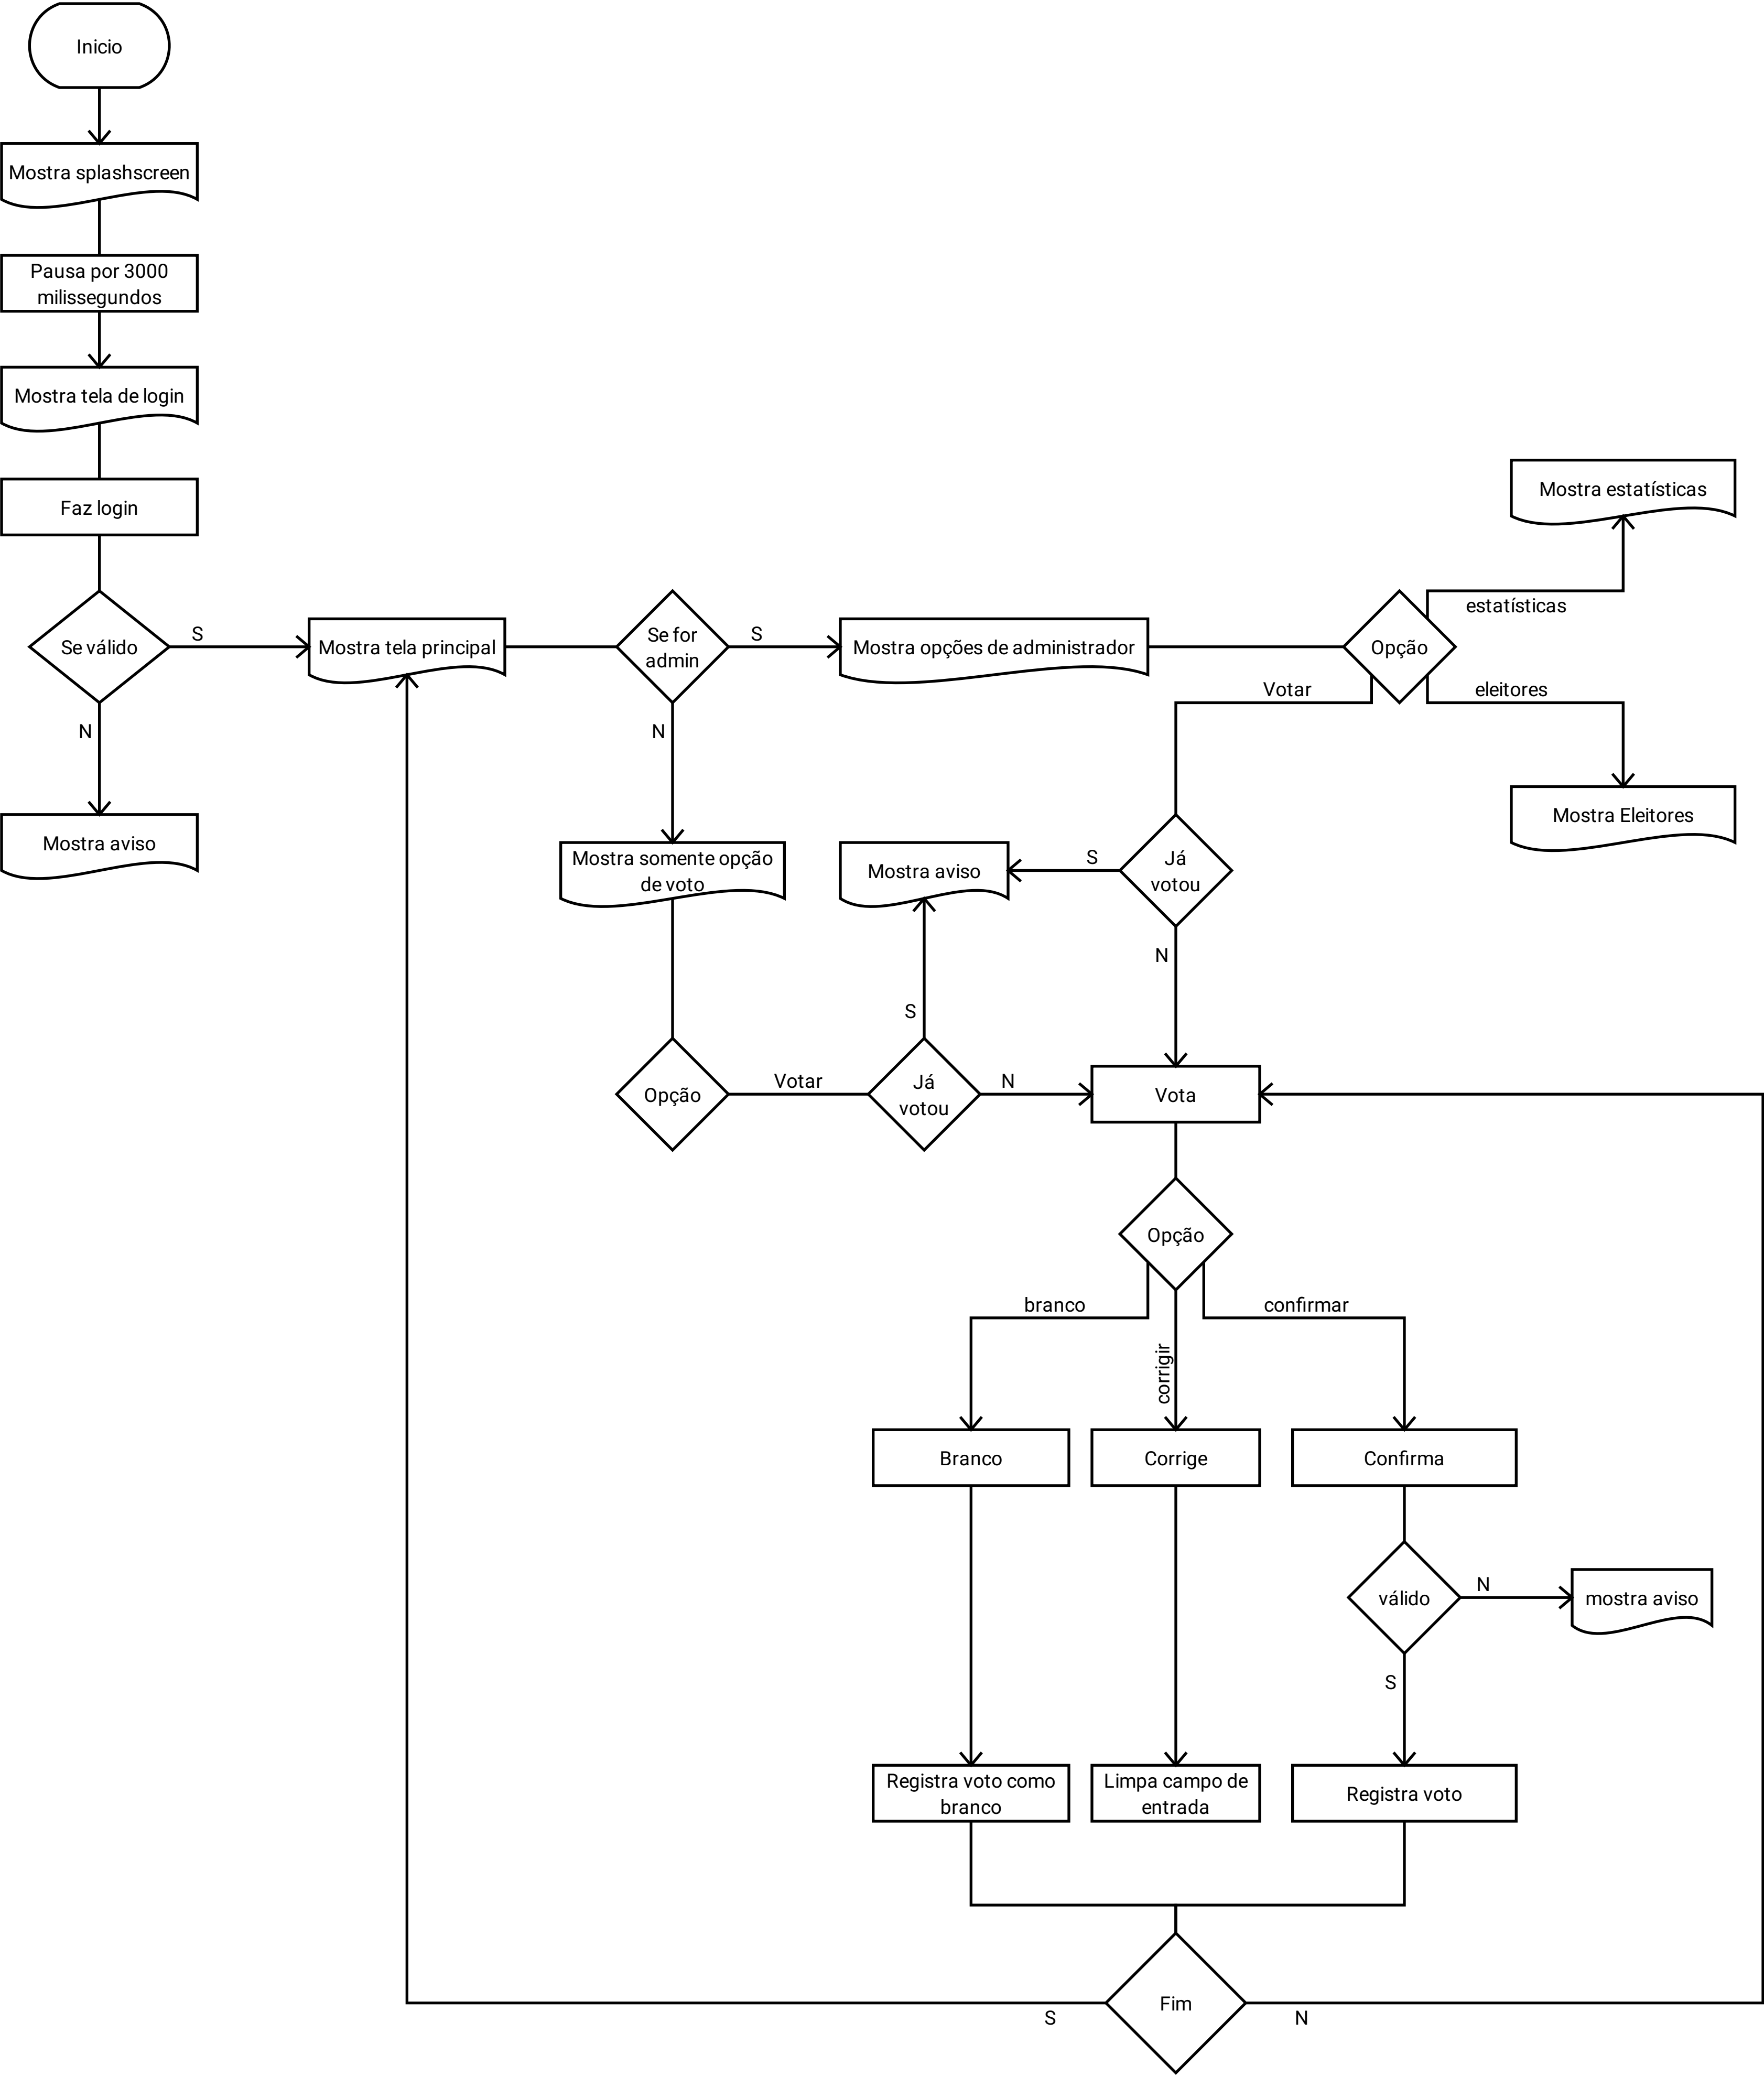 Inicio
Mostra splashscreen
Pausa por 3000
milissegundos
Mostra tela de login
Faz login
Mostra estatísticas
estatísticas
Se válido
S
Mostra tela principal
Se for
admin
S
Mostra opções de administrador
Opção
Votar
eleitores
N
N
Mostra aviso
Mostra somente opção
de voto
Mostra aviso
S
Já
votou
Mostra Eleitores
N
S
Opção
Votar
Já
votou
N
Vota
Opção
branco
corrigir
confirmar
Branco
Corrige
Confirma
válido
N
mostra aviso
S
Registra voto como
branco
Limpa campo de
entrada
Registra voto
Fim
S
N